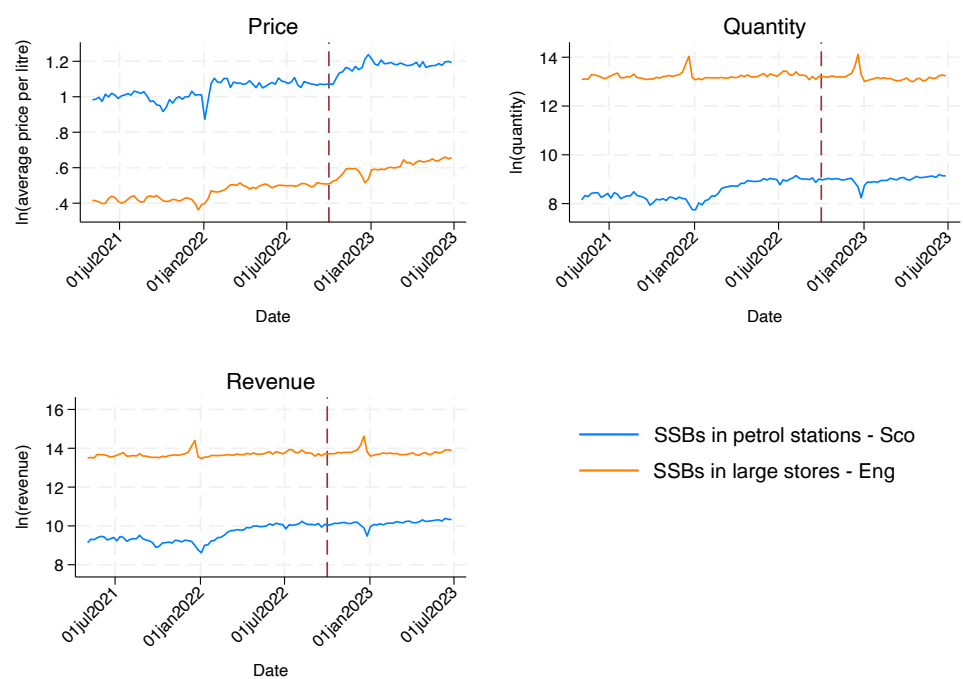 Price
ln(average price per litre)
1.2
1
.8
.6
.4
01jul2021
01jan2022
01jul2022
01jan2023
01jul2023
Date
Quantity
ln(quantity)
14
12
9
8
01jul2021
01jan2022
01jul2022
01jan2023
01jul2023
Date
Revenue
ln(revenue)
16
14
12
10
8
01jul2021
01jan2022
01jul2022
01jan2023
01jul2023
Date
SSBs in petrol stations - Sco
SSBs in large stores - Eng